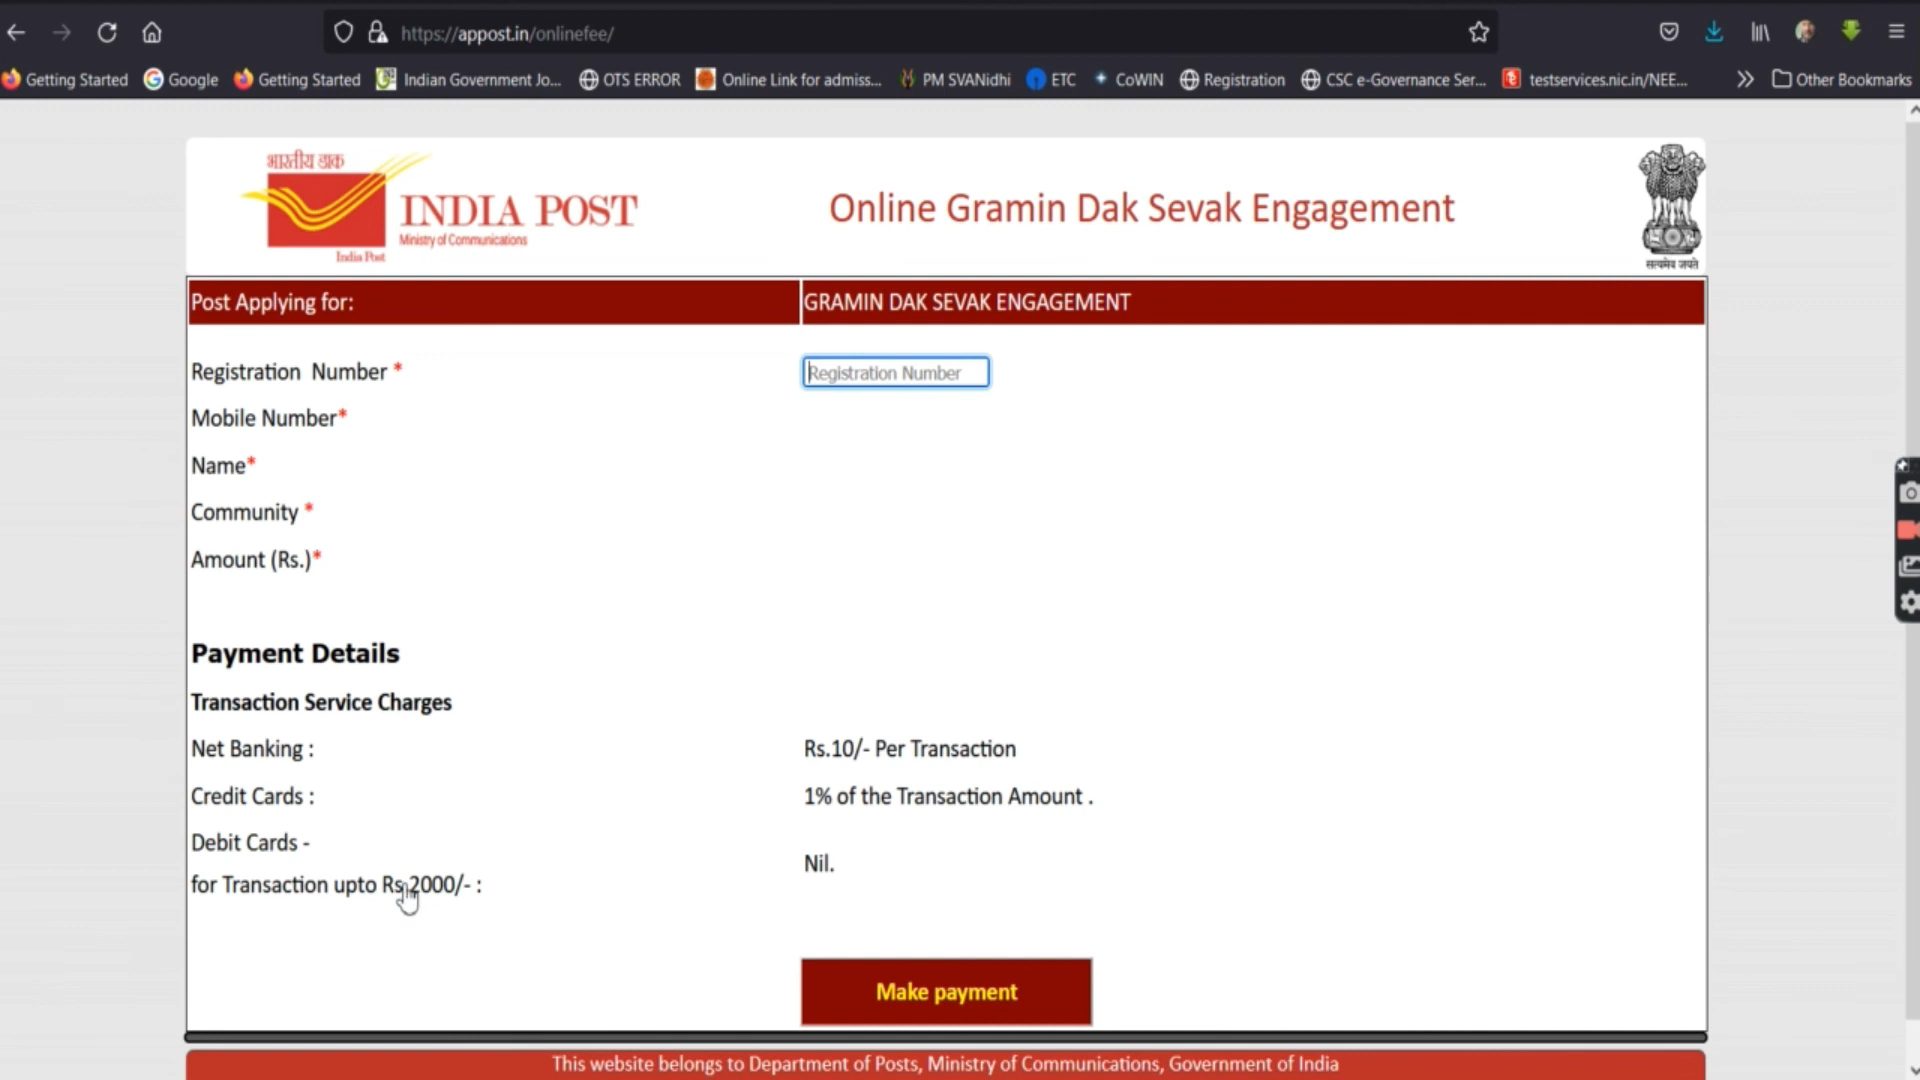 https://appost.in/onlinefee/
Getting Started Google Getting Started Indian Government Jo... OTS ERROR Online Link for admiss... PM SVANidhi ETC CoWIN Registration CSC e-Governance Ser... testservices.nic.in/NEE... Other Bookmarks
भारतीय डाक
INDIA POST
Ministry of Communications
India Post
Online Gramin Dak Sevak Engagement
सत्यमेव जयते
Post Applying for: GRAMIN DAK SEVAK ENGAGEMENT
Registration Number * Registration Number
Mobile Number*
Name*
Community *
Amount (Rs.)*
Payment Details
Transaction Service Charges
Net Banking : Rs.10/- Per Transaction
Credit Cards : 1% of the Transaction Amount .
Debit Cards -
Nil.
for Transaction upto Rs.2000/- :
Make payment
This website belongs to Department of Posts, Ministry of Communications, Government of India